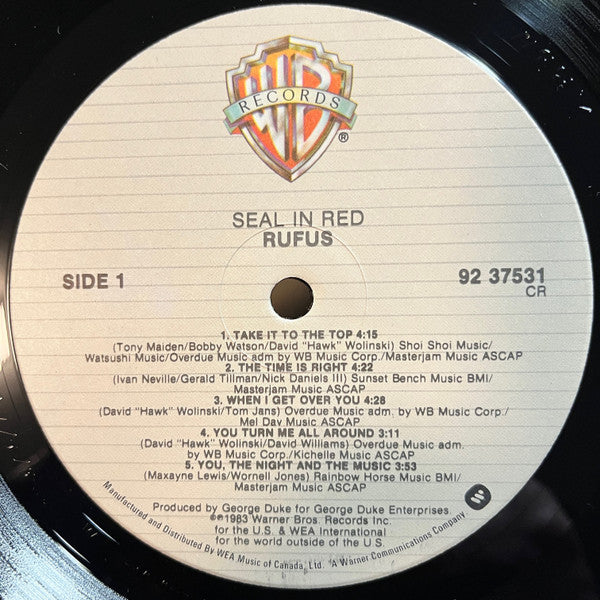 WB
RECORDS
®
SEAL IN RED
RUFUS
SIDE 1
92 37531
CR
1. TAKE IT TO THE TOP 4:15
(Tony Maiden/Bobby Watson/David "Hawk" Wolinski) Shoi Shoi Music/
Watsushi Music/Overdue Music adm by WB Music Corp./Masterjam Music ASCAP
2. THE TIME IS RIGHT 4:22
(Ivan Neville/Gerald Tillman/Nick Daniels III) Sunset Bench Music BMI/
Masterjam Music ASCAP
3. WHEN I GET OVER YOU 4:28
(David "Hawk" Wolinski/Tom Jans) Overdue Music adm. by WB Music Corp./
Mel Dav Music ASCAP
4. YOU TURN ME ALL AROUND 3:11
(David "Hawk" Wolinski/David Williams) Overdue Music adm.
by WB Music Corp./Kichelle Music ASCAP
5. YOU, THE NIGHT AND THE MUSIC 3:53
(Maxayne Lewis/Wornell Jones) Rainbow Horse Music BMI/
Masterjam Music ASCAP
Produced by George Duke for George Duke Enterprises.
©℗1983 Warner Bros. Records Inc.
for the U.S. & WEA International
for the world outside of the U.S.
Manufactured and Distributed By WEA Music of Canada, Ltd. A Warner Communications Company.